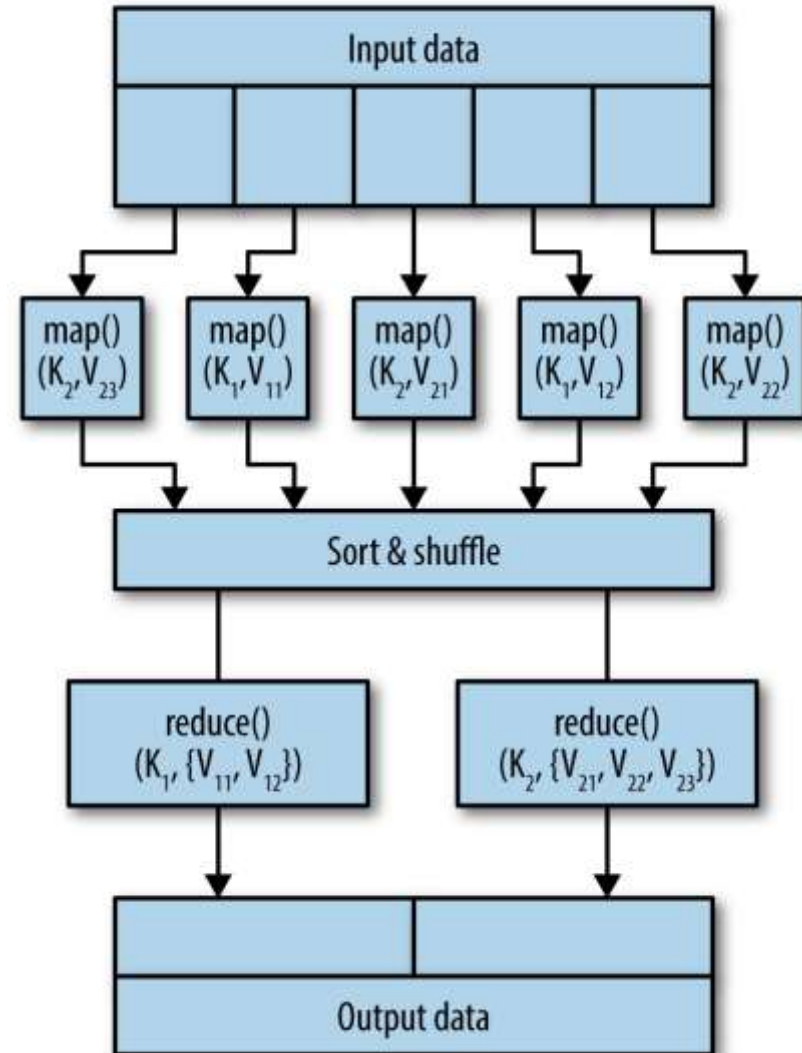 Input data
map()
(K₂,V₂₃)
map()
(K₁,V₁₁)
map()
(K₂,V₂₁)
map()
(K₁,V₁₂)
map()
(K₂,V₂₂)
Sort & shuffle
reduce()
(K₁, {V₁₁, V₁₂})
reduce()
(K₂, {V₂₁, V₂₂, V₂₃})
Output data